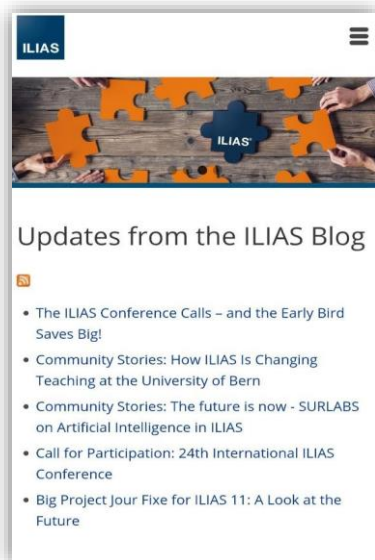 ILIAS
ILIAS®
Updates from the ILIAS Blog
• The ILIAS Conference Calls – and the Early Bird
Saves Big!
• Community Stories: How ILIAS Is Changing
Teaching at the University of Bern
• Community Stories: The future is now - SURLABS
on Artificial Intelligence in ILIAS
• Call for Participation: 24th International ILIAS
Conference
• Big Project Jour Fixe for ILIAS 11: A Look at the
Future